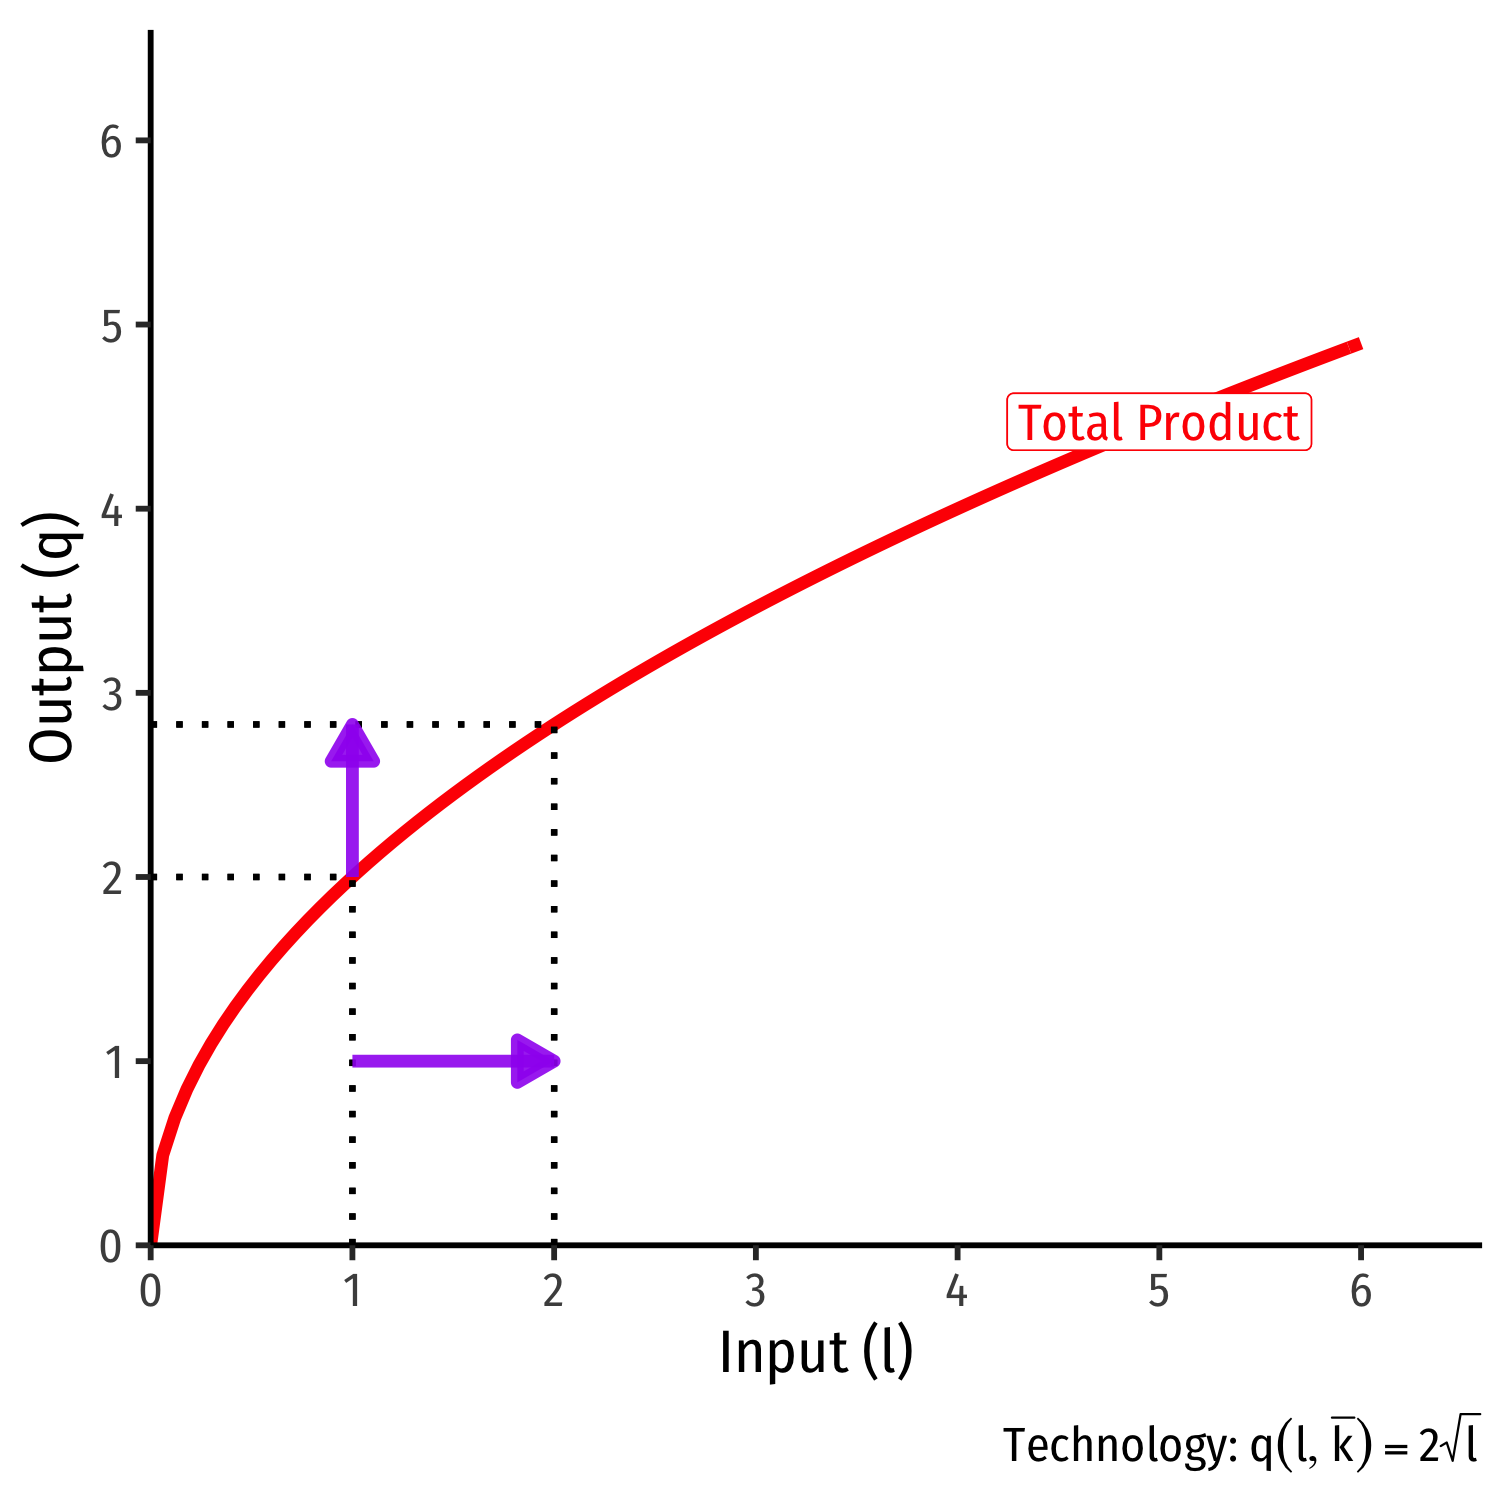 6
5
4
3
2
1
0
Output (q)
Total Product
0 1 2 3 4 5 6
Input (l)
Technology: q(l, k̅) = 2√l